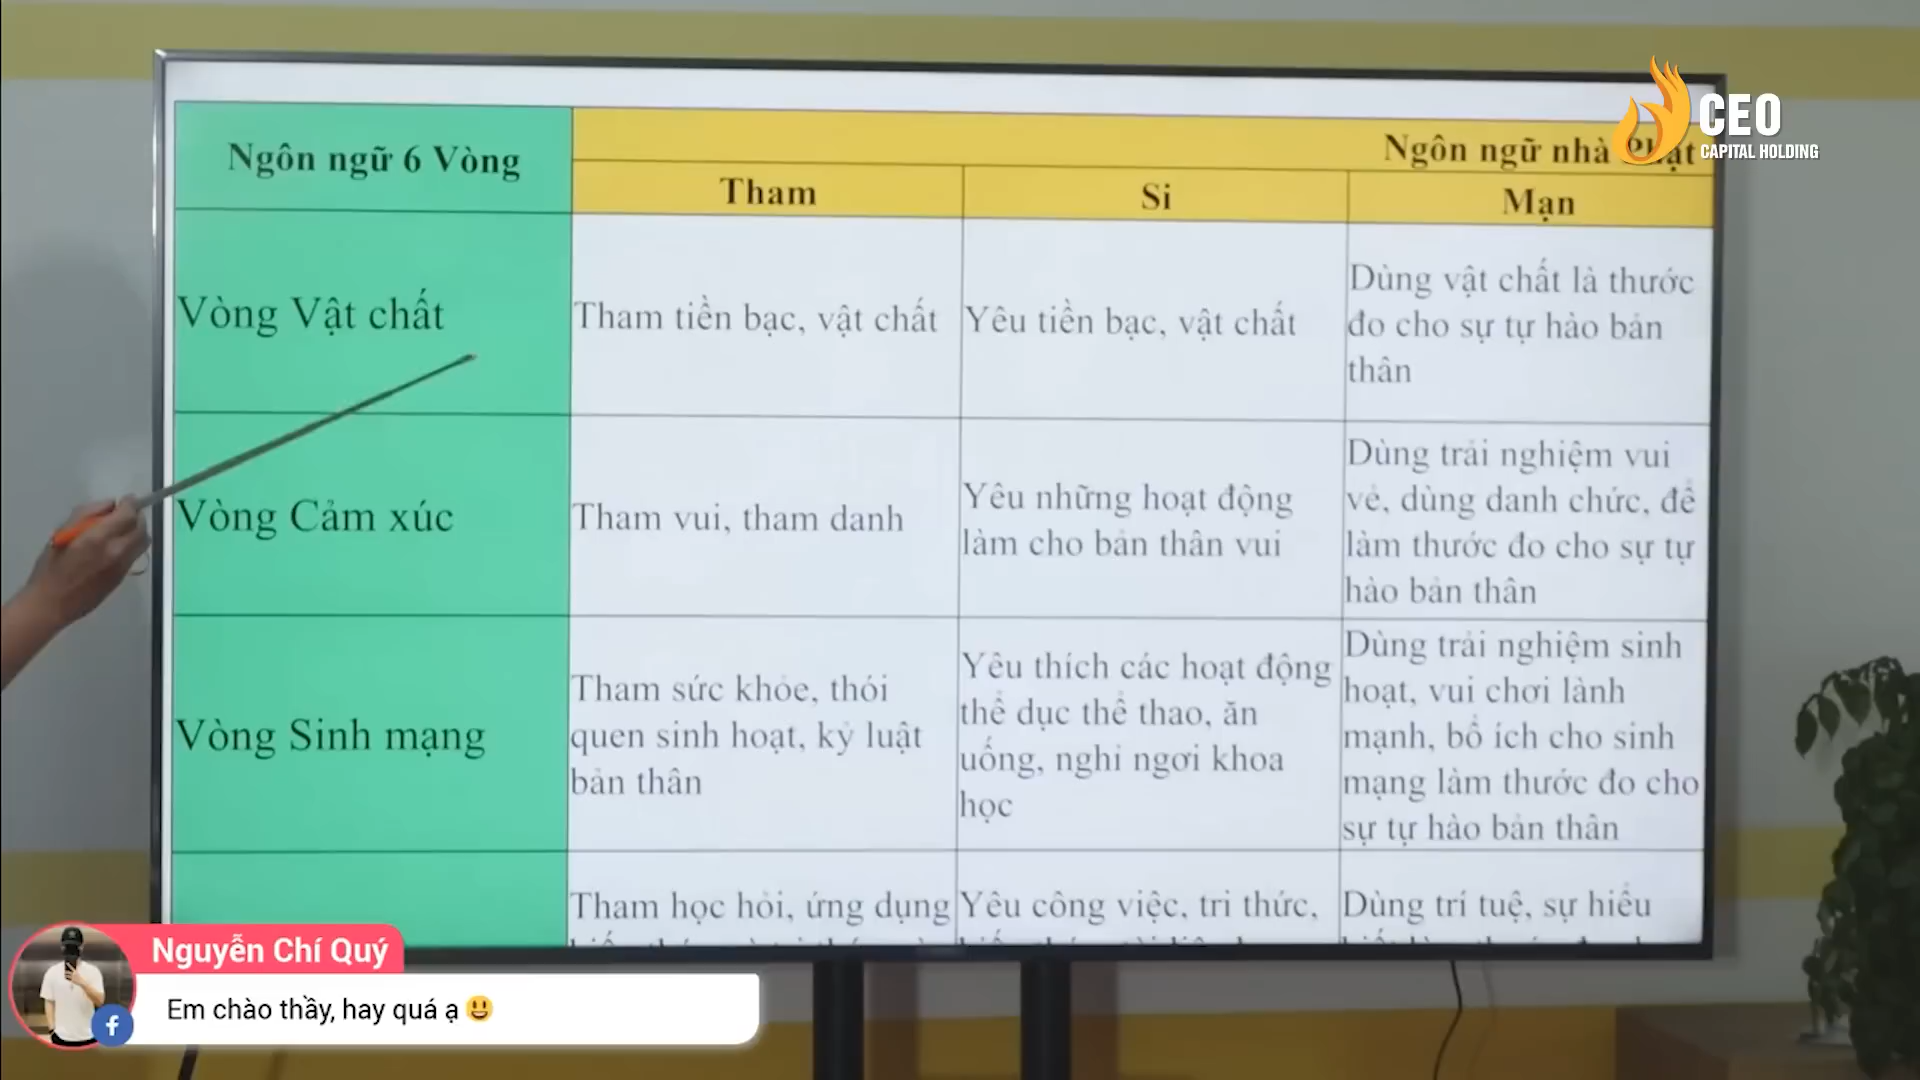 CEO
CAPITAL HOLDING
Ngôn ngữ 6 Vòng
Ngôn ngữ nhà Phật
Tham
Si
Mạn
Vòng Vật chất
Tham tiền bạc, vật chất
Yêu tiền bạc, vật chất
Dùng vật chất là thước
đo cho sự tự hào bản
thân
Vòng Cảm xúc
Tham vui, tham danh
Yêu những hoạt động
làm cho bản thân vui
Dùng trải nghiệm vui
vẻ, dùng danh chức, để
làm thước đo cho sự tự
hào bản thân
Vòng Sinh mạng
Tham sức khỏe, thói
quen sinh hoạt, kỷ luật
bản thân
Yêu thích các hoạt động
thể dục thể thao, ăn
uống, nghỉ ngơi khoa
học
Dùng trải nghiệm sinh
hoạt, vui chơi lành
mạnh, bổ ích cho sinh
mạng làm thước đo cho
sự tự hào bản thân
Tham học hỏi, ứng dụng
Yêu công việc, tri thức,
Dùng trí tuệ, sự hiểu
Nguyễn Chí Quý
Em chào thầy, hay quá ạ 😃